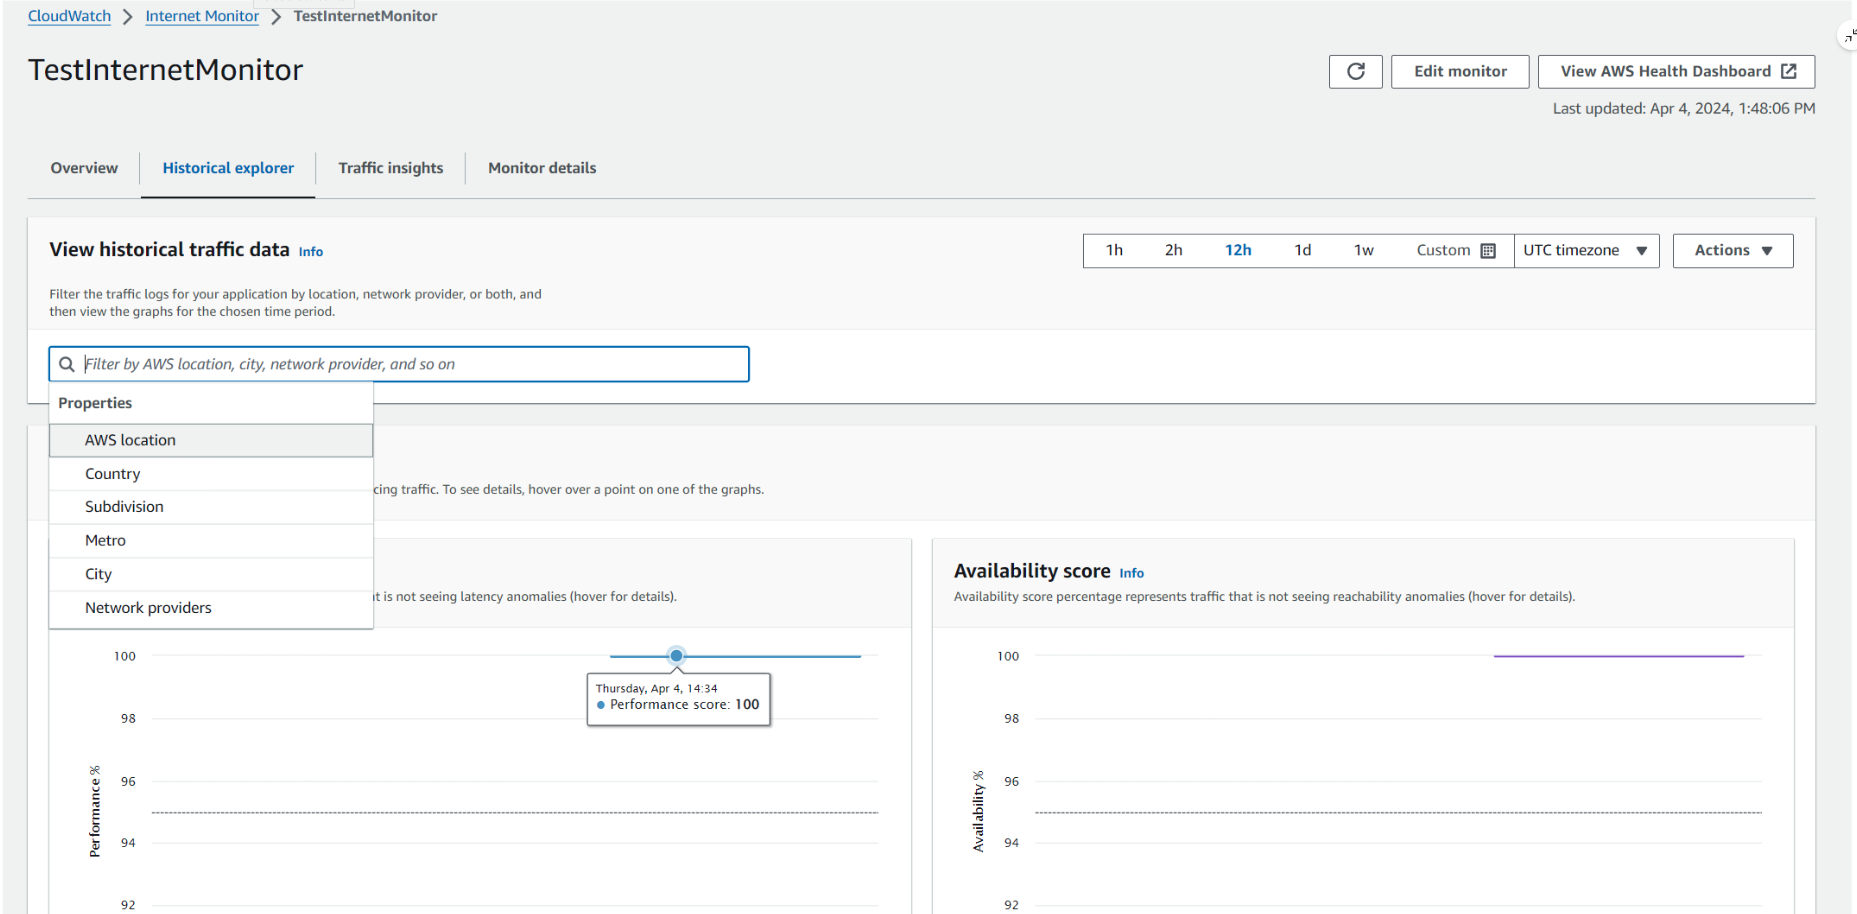 CloudWatch > Internet Monitor > TestInternetMonitor
TestInternetMonitor
Edit monitor
View AWS Health Dashboard
Last updated: Apr 4, 2024, 1:48:06 PM
Overview
Historical explorer
Traffic insights
Monitor details
View historical traffic data Info
1h 2h 12h 1d 1w Custom
UTC timezone
Actions
Filter the traffic logs for your application by location, network provider, or both, and
then view the graphs for the chosen time period.
Filter by AWS location, city, network provider, and so on
Properties
AWS location
Country
Subdivision
Metro
City
Network providers
cing traffic. To see details, hover over a point on one of the graphs.
t is not seeing latency anomalies (hover for details).
100
98
96
94
92
Performance %
Thursday, Apr 4, 14:34
Performance score: 100
Availability score Info
Availability score percentage represents traffic that is not seeing reachability anomalies (hover for details).
100
98
96
94
92
Availability %